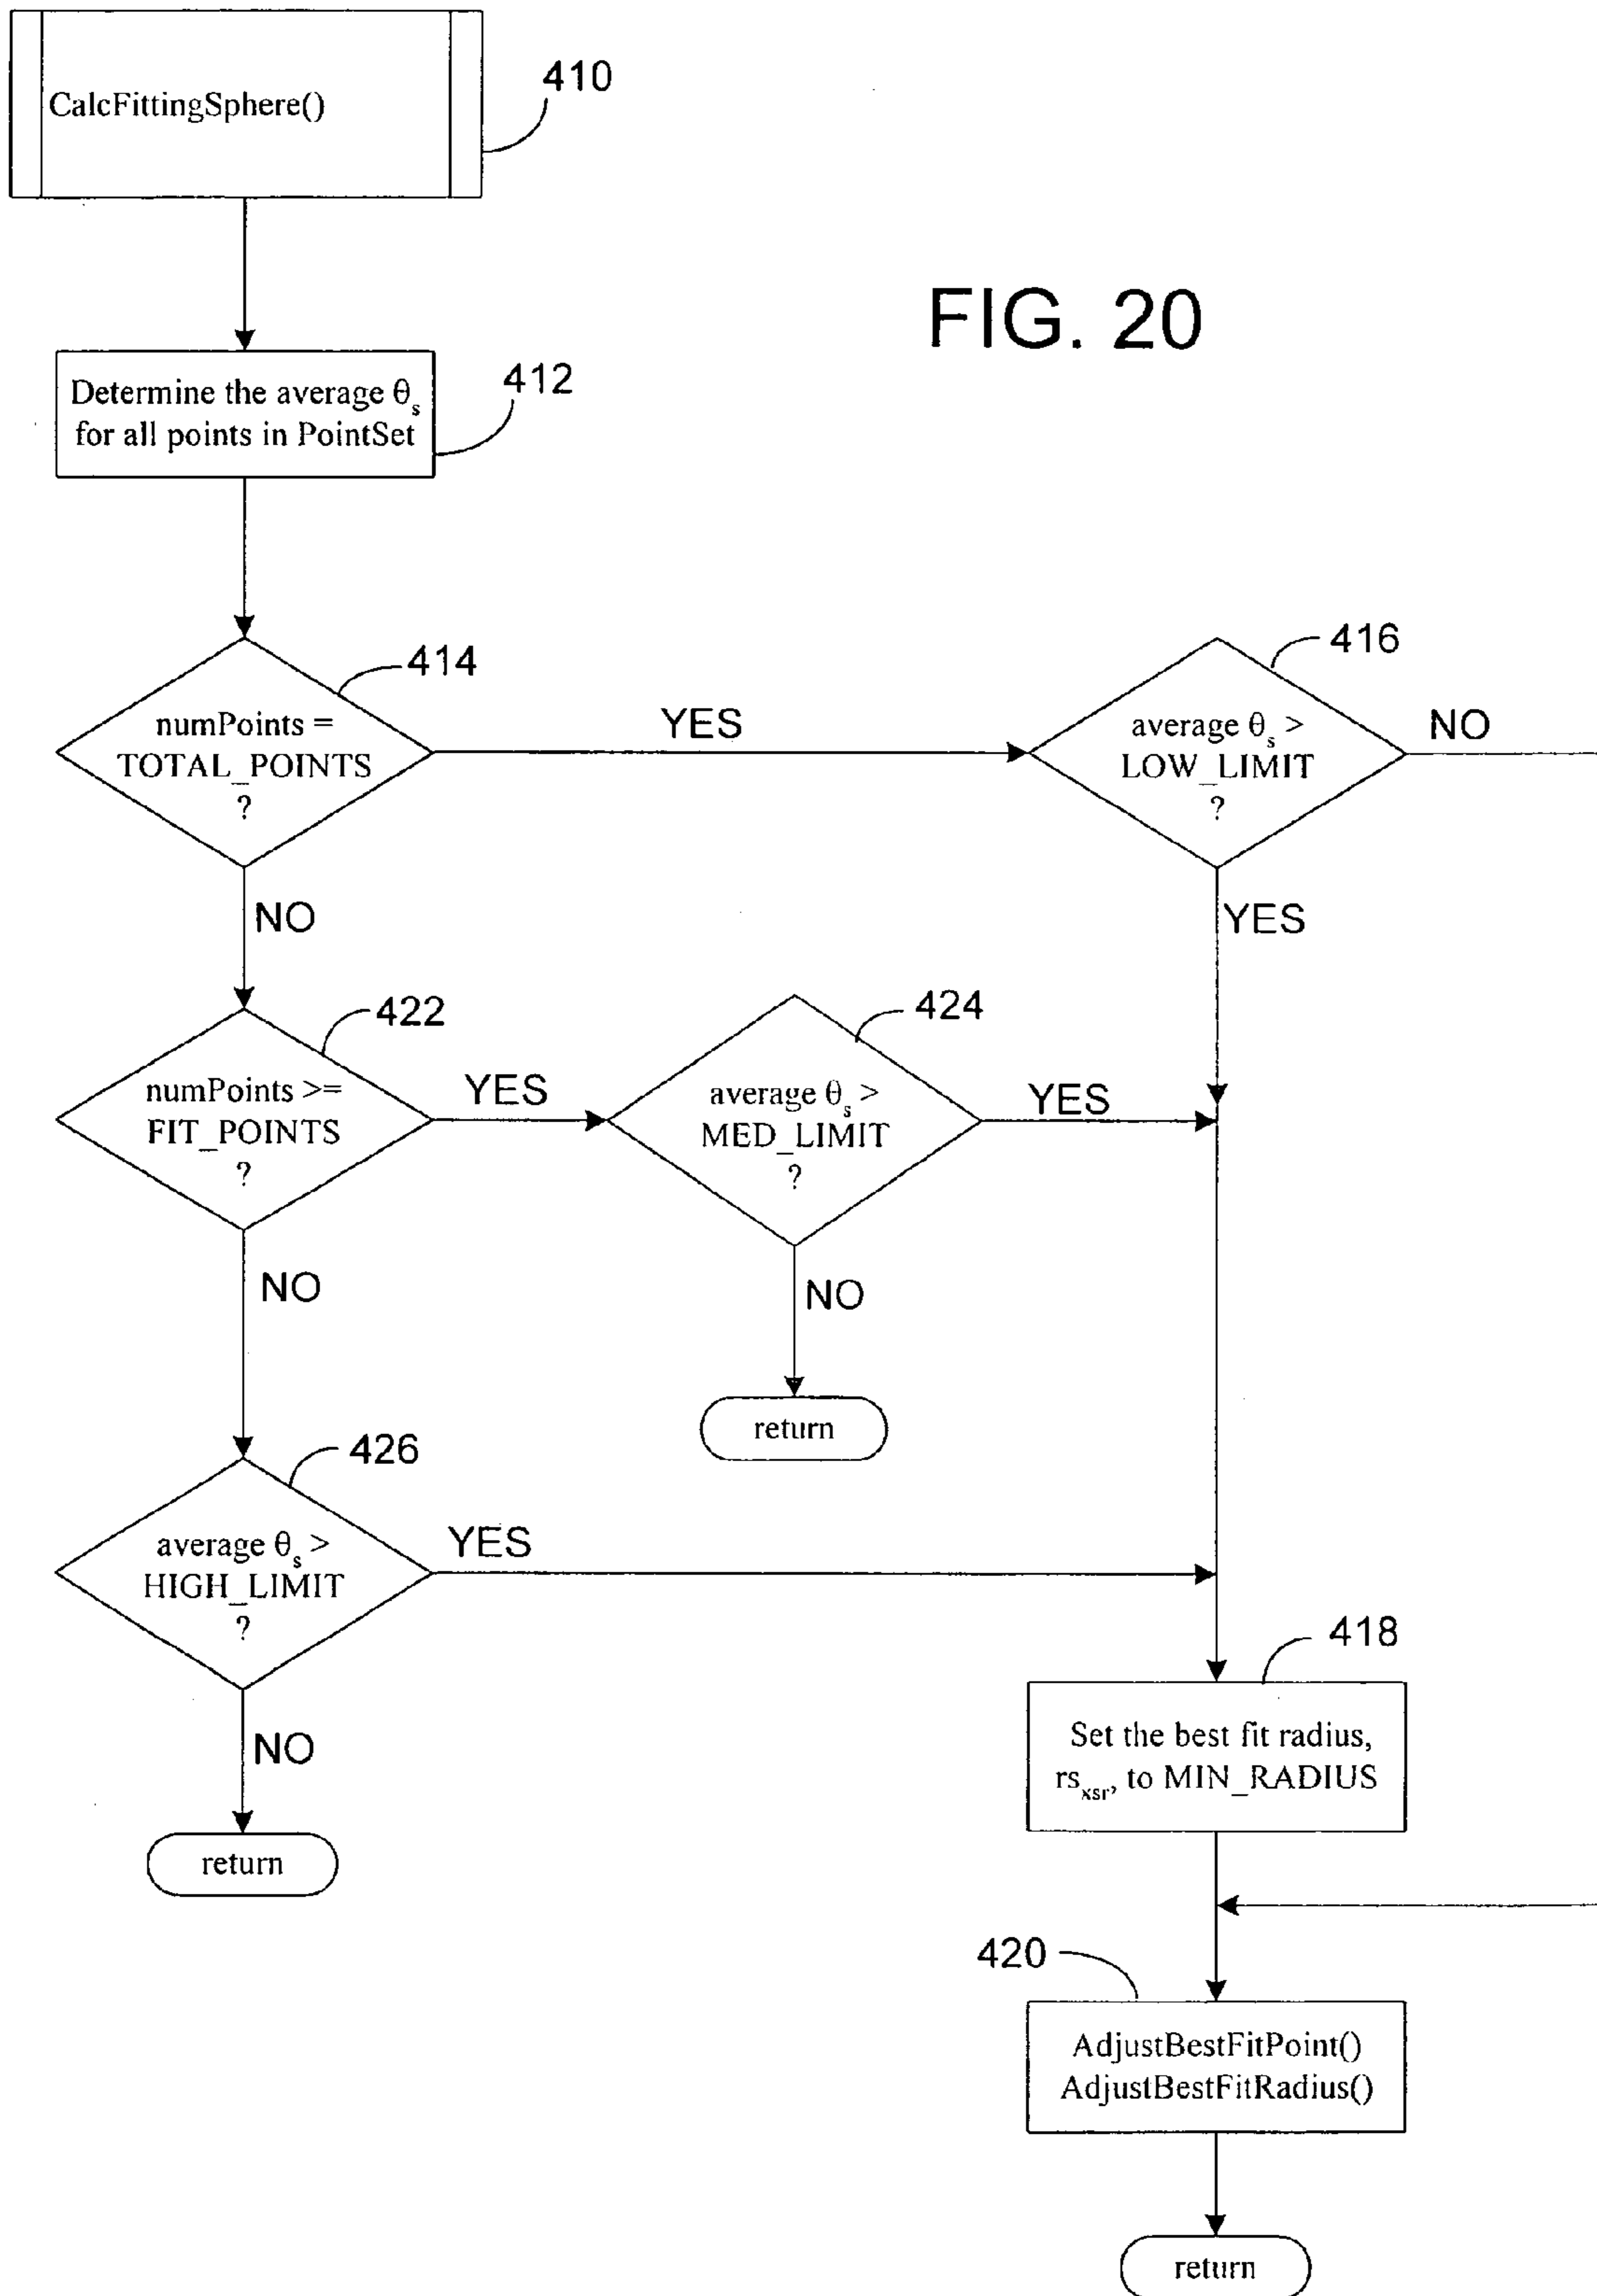 CalcFittingSphere()
410
FIG. 20
Determine the average θs
for all points in PointSet
412
414
numPoints =
TOTAL_POINTS
?
YES
416
average θs >
LOW_LIMIT
?
NO
NO
YES
422
numPoints >=
FIT_POINTS
?
YES
424
average θs >
MED_LIMIT
?
YES
NO
NO
return
426
average θs >
HIGH_LIMIT
?
YES
418
Set the best fit radius,
rsxsr, to MIN_RADIUS
NO
return
420
AdjustBestFitPoint()
AdjustBestFitRadius()
return